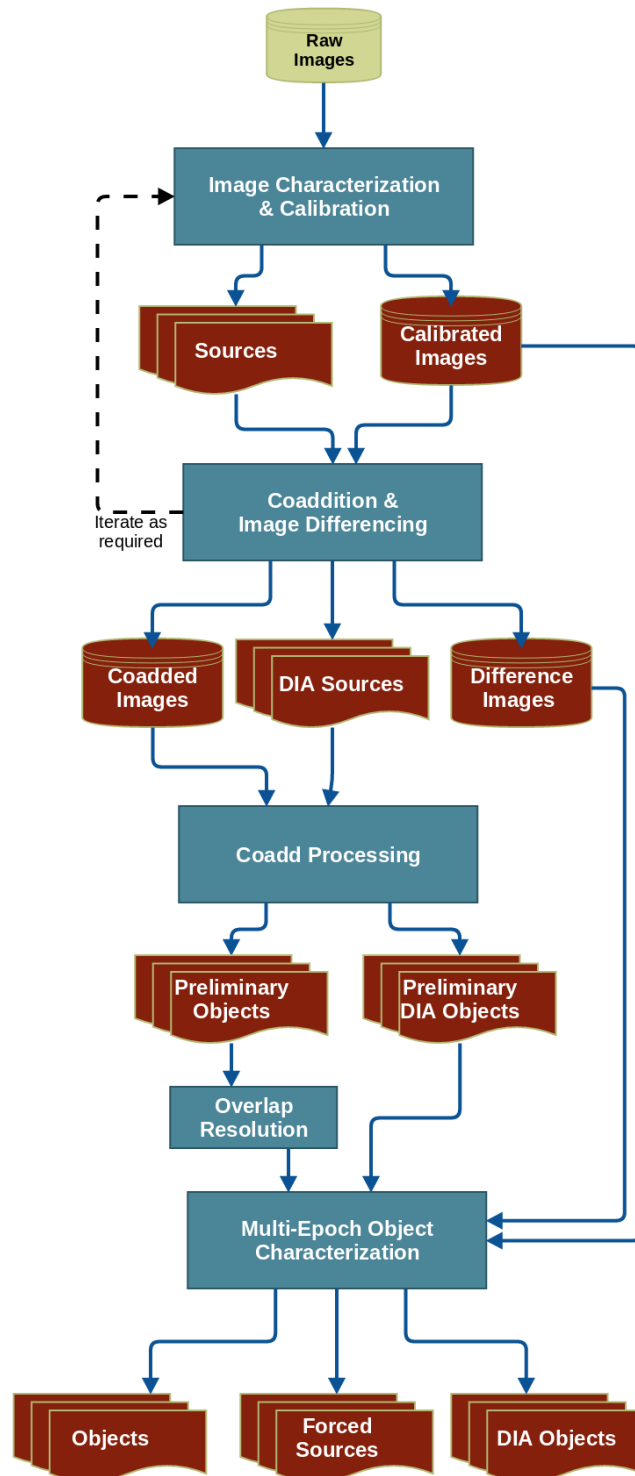 Raw
Images
Image Characterization
& Calibration
Sources
Calibrated
Images
Coaddition &
Image Differencing
Iterate as
required
Coadded
Images
DIA Sources
Difference
Images
Coadd Processing
Preliminary
Objects
Preliminary
DIA Objects
Overlap
Resolution
Multi-Epoch Object
Characterization
Objects
Forced
Sources
DIA Objects